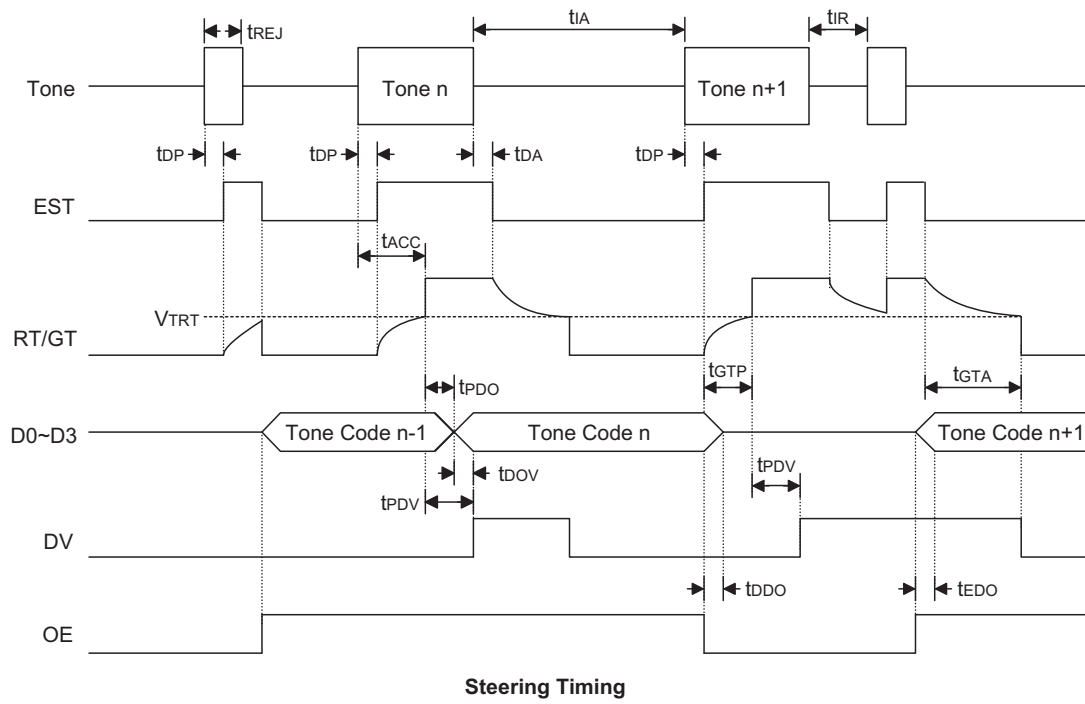 tREJ
tIA
tIR
Tone
Tone n
Tone n+1
tDP
tDP
tDA
tDP
EST
tACC
VTRT
RT/GT
tGTP
tGTA
tPDO
D0~D3
Tone Code n-1
Tone Code n
Tone Code n+1
tDOV
tPDV
tPDV
DV
tDDO
tEDO
OE
Steering Timing